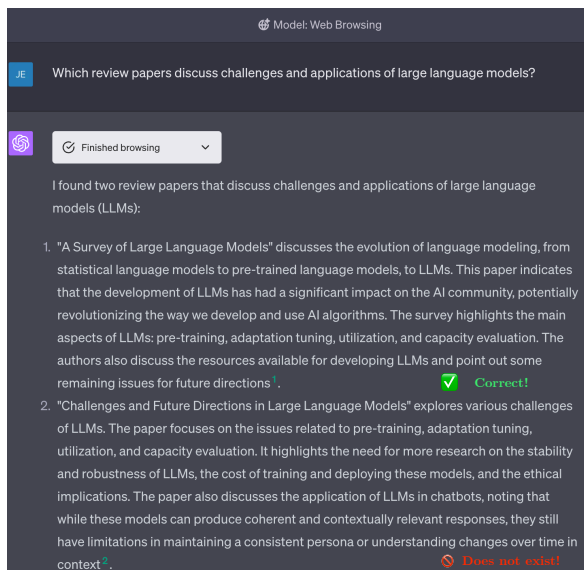 Model: Web Browsing
JE
Which review papers discuss challenges and applications of large language models?
Finished browsing
I found two review papers that discuss challenges and applications of large language
models (LLMs):
1. "A Survey of Large Language Models" discusses the evolution of language modeling, from
statistical language models to pre-trained language models, to LLMs. This paper indicates
that the development of LLMs has had a significant impact on the AI community, potentially
revolutionizing the way we develop and use AI algorithms. The survey highlights the main
aspects of LLMs: pre-training, adaptation tuning, utilization, and capacity evaluation. The
authors also discuss the resources available for developing LLMs and point out some
remaining issues for future directions 1. Correct!
2. "Challenges and Future Directions in Large Language Models" explores various challenges
of LLMs. The paper focuses on the issues related to pre-training, adaptation tuning,
utilization, and capacity evaluation. It highlights the need for more research on the stability
and robustness of LLMs, the cost of training and deploying these models, and the ethical
implications. The paper also discusses the application of LLMs in chatbots, noting that
while these models can produce coherent and contextually relevant responses, they still
have limitations in maintaining a consistent persona or understanding changes over time in
context 2. Does not exist!